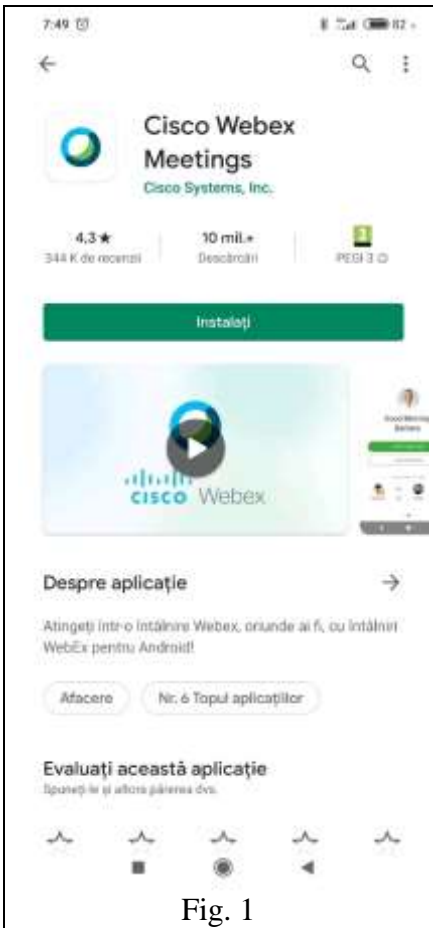 7:49
82
Cisco Webex
Meetings
Cisco Systems, Inc.
4,3★
10 mil.+
3
344 K de recenzii
Descărcări
PEGI 3
Instalați
CISCO Webex
Despre aplicație
Atingeți într-o întâlnire Webex, oriunde ai fi, cu întâlniri
WebEx pentru Android!
Afacere
Nr. 6 Topul aplicațiilor
Evaluați această aplicație
Spuneți-le și altora părerea dvs.
Fig. 1